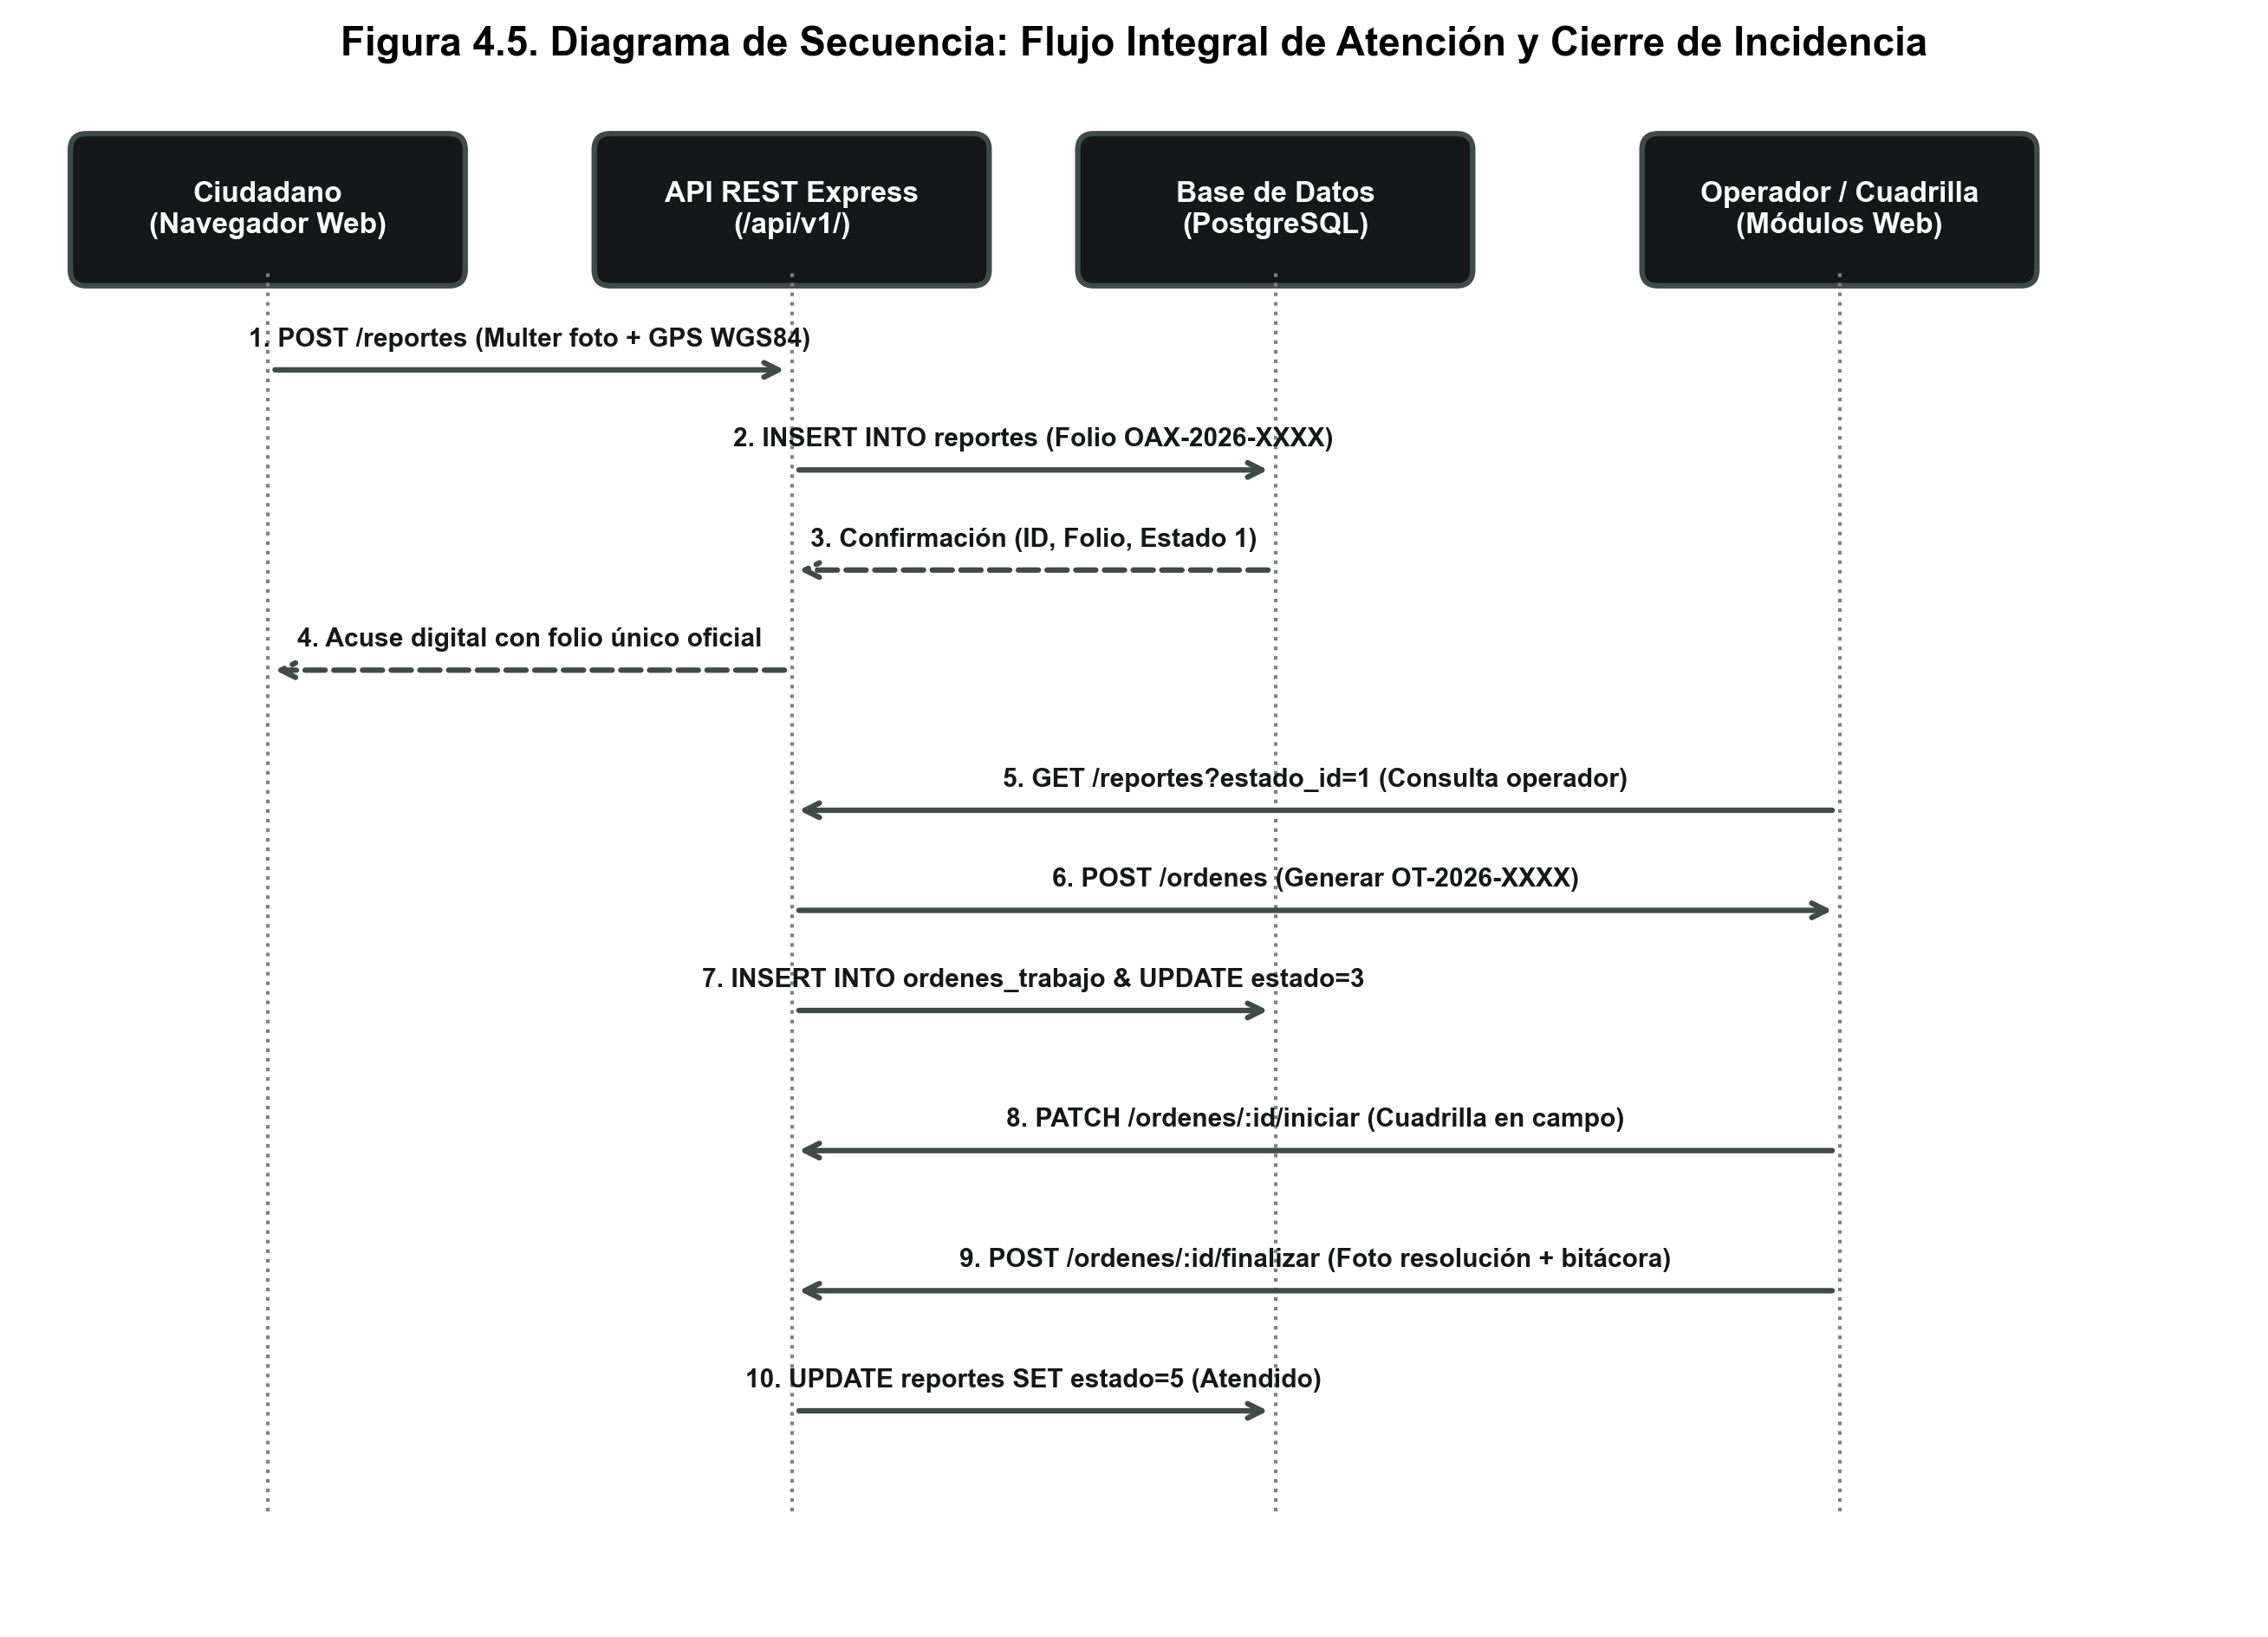 Figura 4.5. Diagrama de Secuencia: Flujo Integral de Atención y Cierre de Incidencia
Ciudadano
(Navegador Web)
API REST Express
(/api/v1/)
Base de Datos
(PostgreSQL)
Operador / Cuadrilla
(Módulos Web)
1. POST /reportes (Multer foto + GPS WGS84)
2. INSERT INTO reportes (Folio OAX-2026-XXXX)
3. Confirmación (ID, Folio, Estado 1)
4. Acuse digital con folio único oficial
5. GET /reportes?estado_id=1 (Consulta operador)
6. POST /ordenes (Generar OT-2026-XXXX)
7. INSERT INTO ordenes_trabajo & UPDATE estado=3
8. PATCH /ordenes/:id/iniciar (Cuadrilla en campo)
9. POST /ordenes/:id/finalizar (Foto resolución + bitácora)
10. UPDATE reportes SET estado=5 (Atendido)